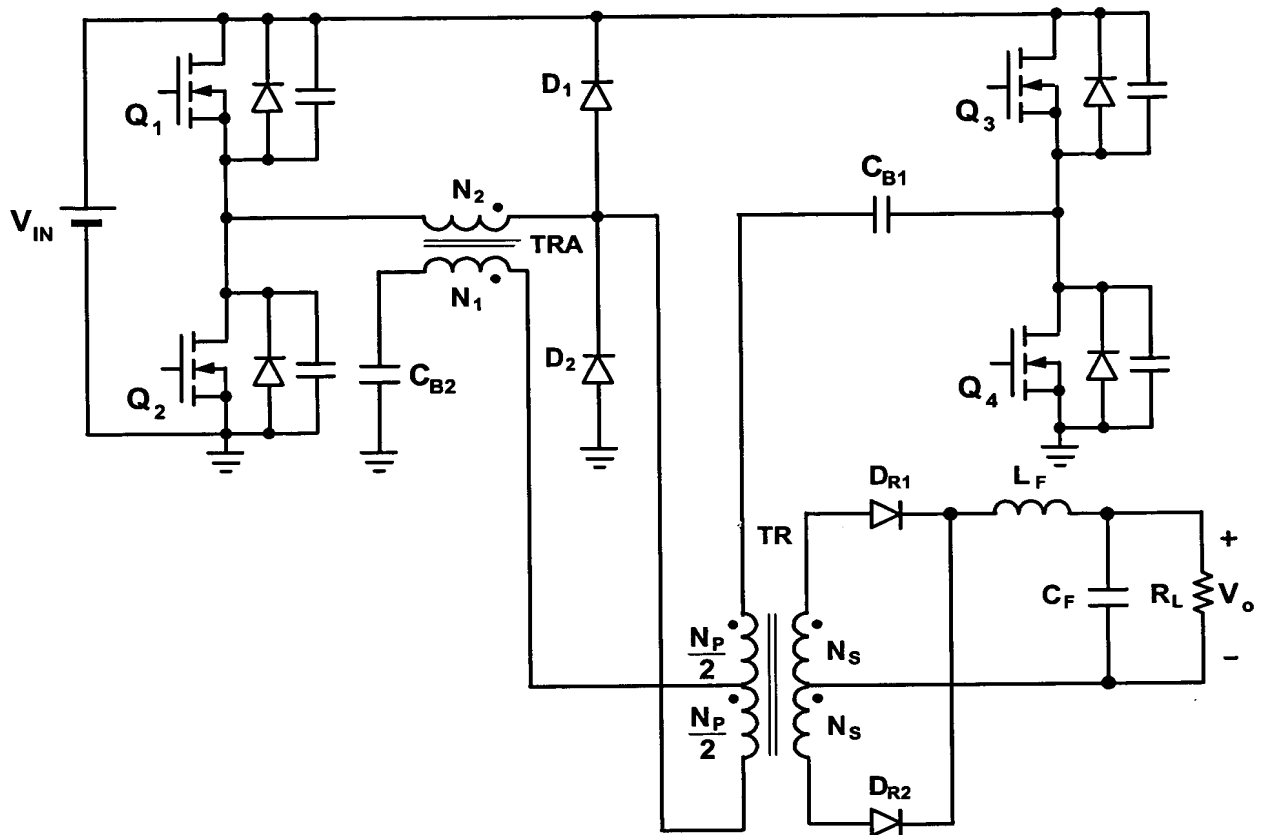 D1
Q1
Q3
CB1
N2
VIN
TRA
N1
D2
CB2
Q2
Q4
DR1
LF
TR
+
NP
2
NS
CF
RL
Vo
−
NP
2
NS
DR2